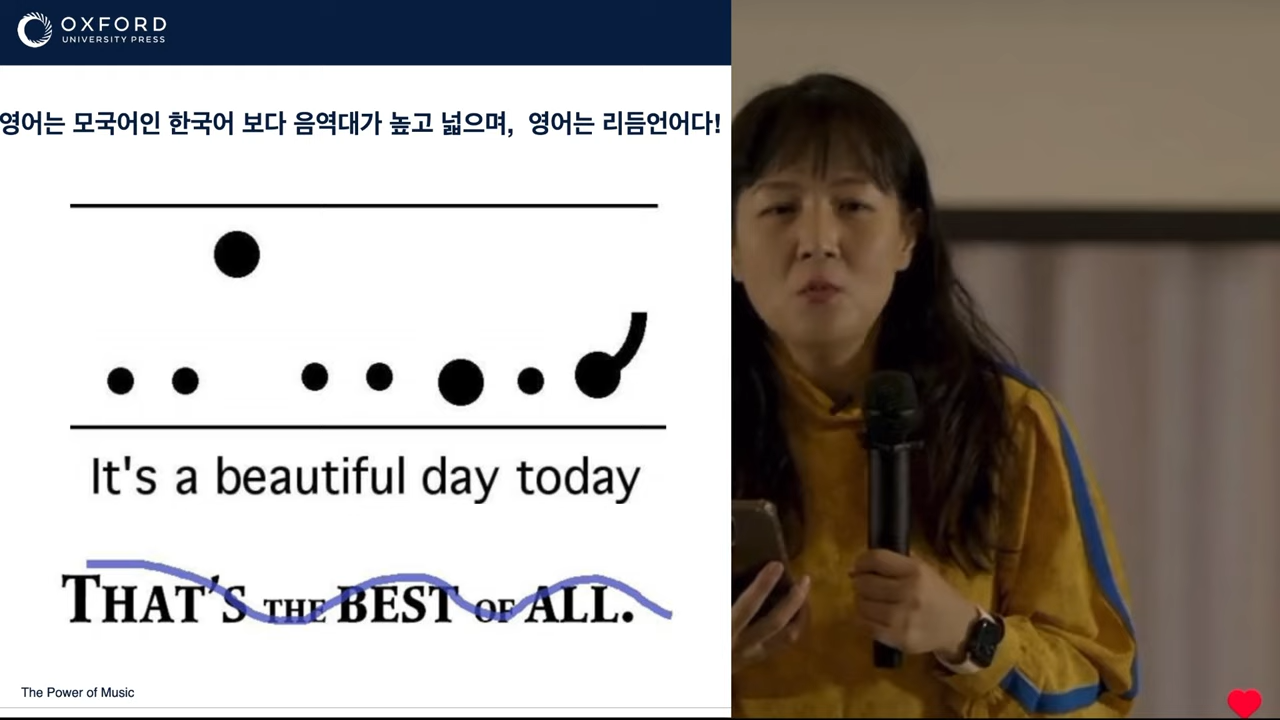 OXFORD
UNIVERSITY PRESS
영어는 모국어인 한국어 보다 음역대가 높고 넓으며, 영어는 리듬언어다!
It's a beautiful day today
THAT'S THE BEST OF ALL.
The Power of Music